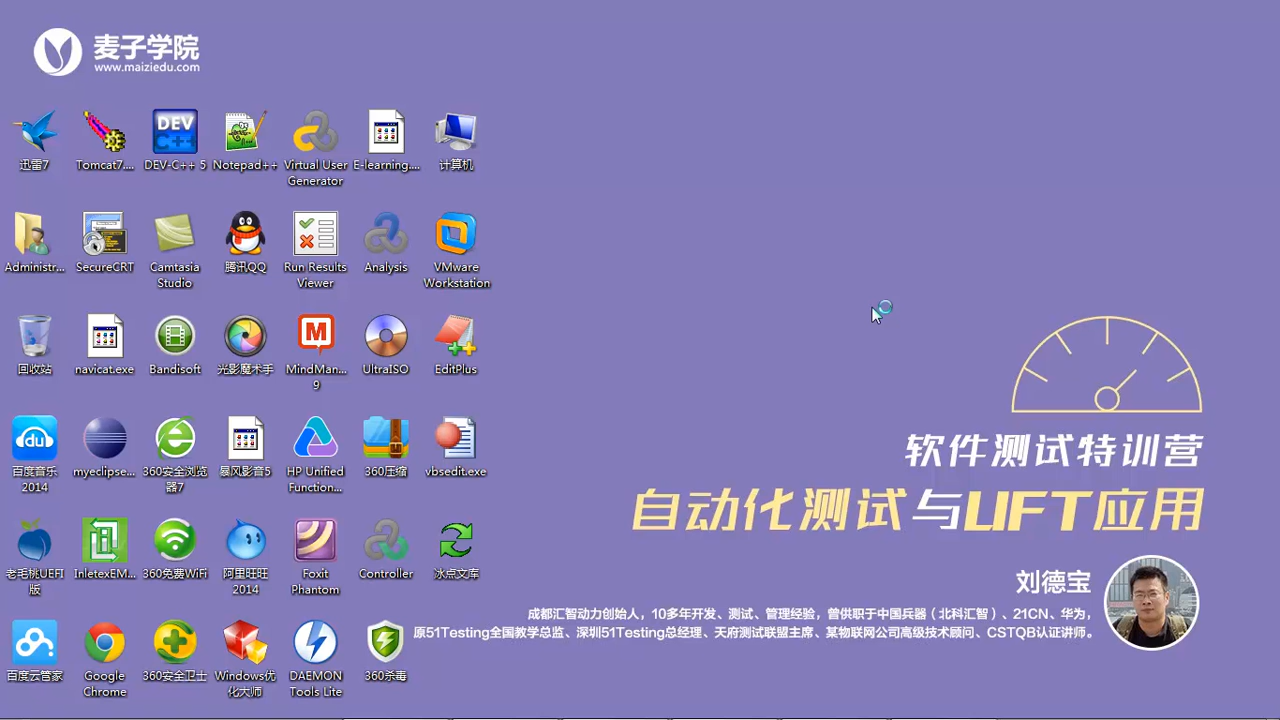 麦子学院
www.maiziedu.com
迅雷7
Tomcat7....
DEV-C++ 5
Notepad++
Virtual User
Generator
E-learning....
计算机
Administr...
SecureCRT
Camtasia
Studio
腾讯QQ
Run Results
Viewer
Analysis
VMware
Workstation
回收站
navicat.exe
Bandisoft
光影魔术手
MindMan...
9
UltraISO
EditPlus
百度音乐
2014
myeclipse...
360安全浏览
器7
暴风影音5
HP Unified
Function...
360压缩
vbsedit.exe
老毛桃UEFI
版
InletexEM...
360免费WiFi
阿里旺旺
2014
Foxit
Phantom
Controller
冰点文库
百度云管家
Google
Chrome
360安全卫士
Windows优
化大师
DAEMON
Tools Lite
360杀毒
软件测试特训营
自动化测试与UFT应用
刘德宝
成都汇智动力创始人，10多年开发、测试、管理经验，曾供职于中国兵器（北科汇智）、21CN、华为，
原51Testing全国教学总监、深圳51Testing总经理、天府测试联盟主席、某物联网公司高级技术顾问、CSTQB认证讲师。